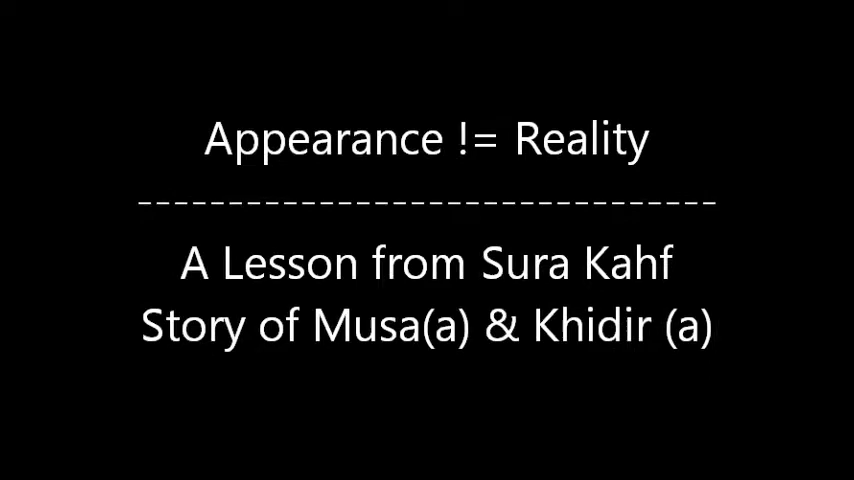 Appearance != Reality
--------------------------------
A Lesson from Sura Kahf
Story of Musa(a) & Khidir (a)